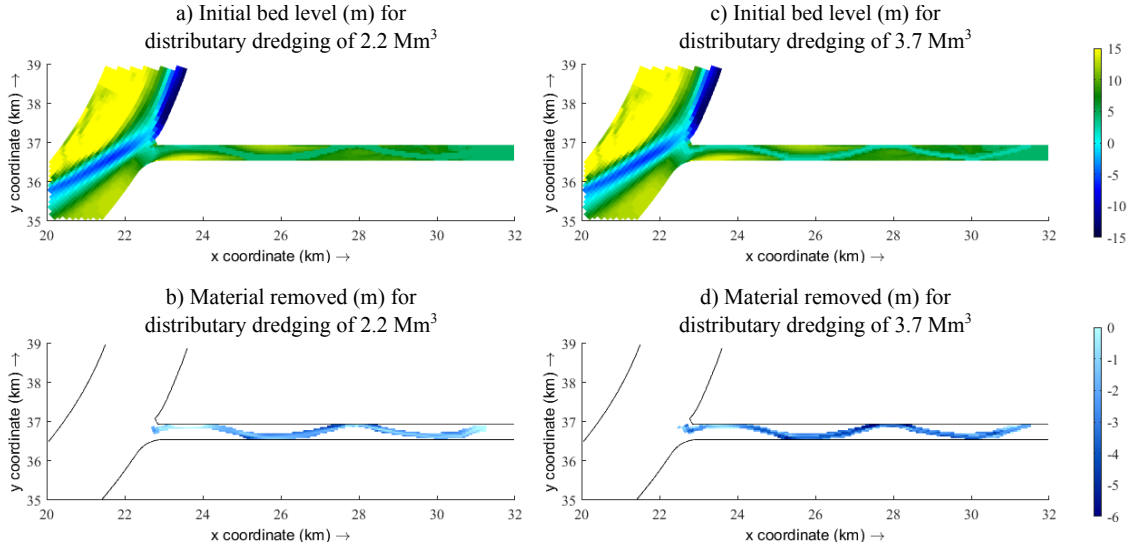 a) Initial bed level (m) for
distributary dredging of 2.2 Mm³
39
38
37
36
35
y coordinate (km) →
20 22 24 26 28 30 32
x coordinate (km) →
c) Initial bed level (m) for
distributary dredging of 3.7 Mm³
39
38
37
36
35
y coordinate (km) →
20 22 24 26 28 30 32
x coordinate (km) →
15
10
5
0
-5
-10
-15
b) Material removed (m) for
distributary dredging of 2.2 Mm³
39
38
37
36
35
y coordinate (km) →
20 22 24 26 28 30 32
x coordinate (km) →
d) Material removed (m) for
distributary dredging of 3.7 Mm³
39
38
37
36
35
y coordinate (km) →
20 22 24 26 28 30 32
x coordinate (km) →
0
-1
-2
-3
-4
-5
-6